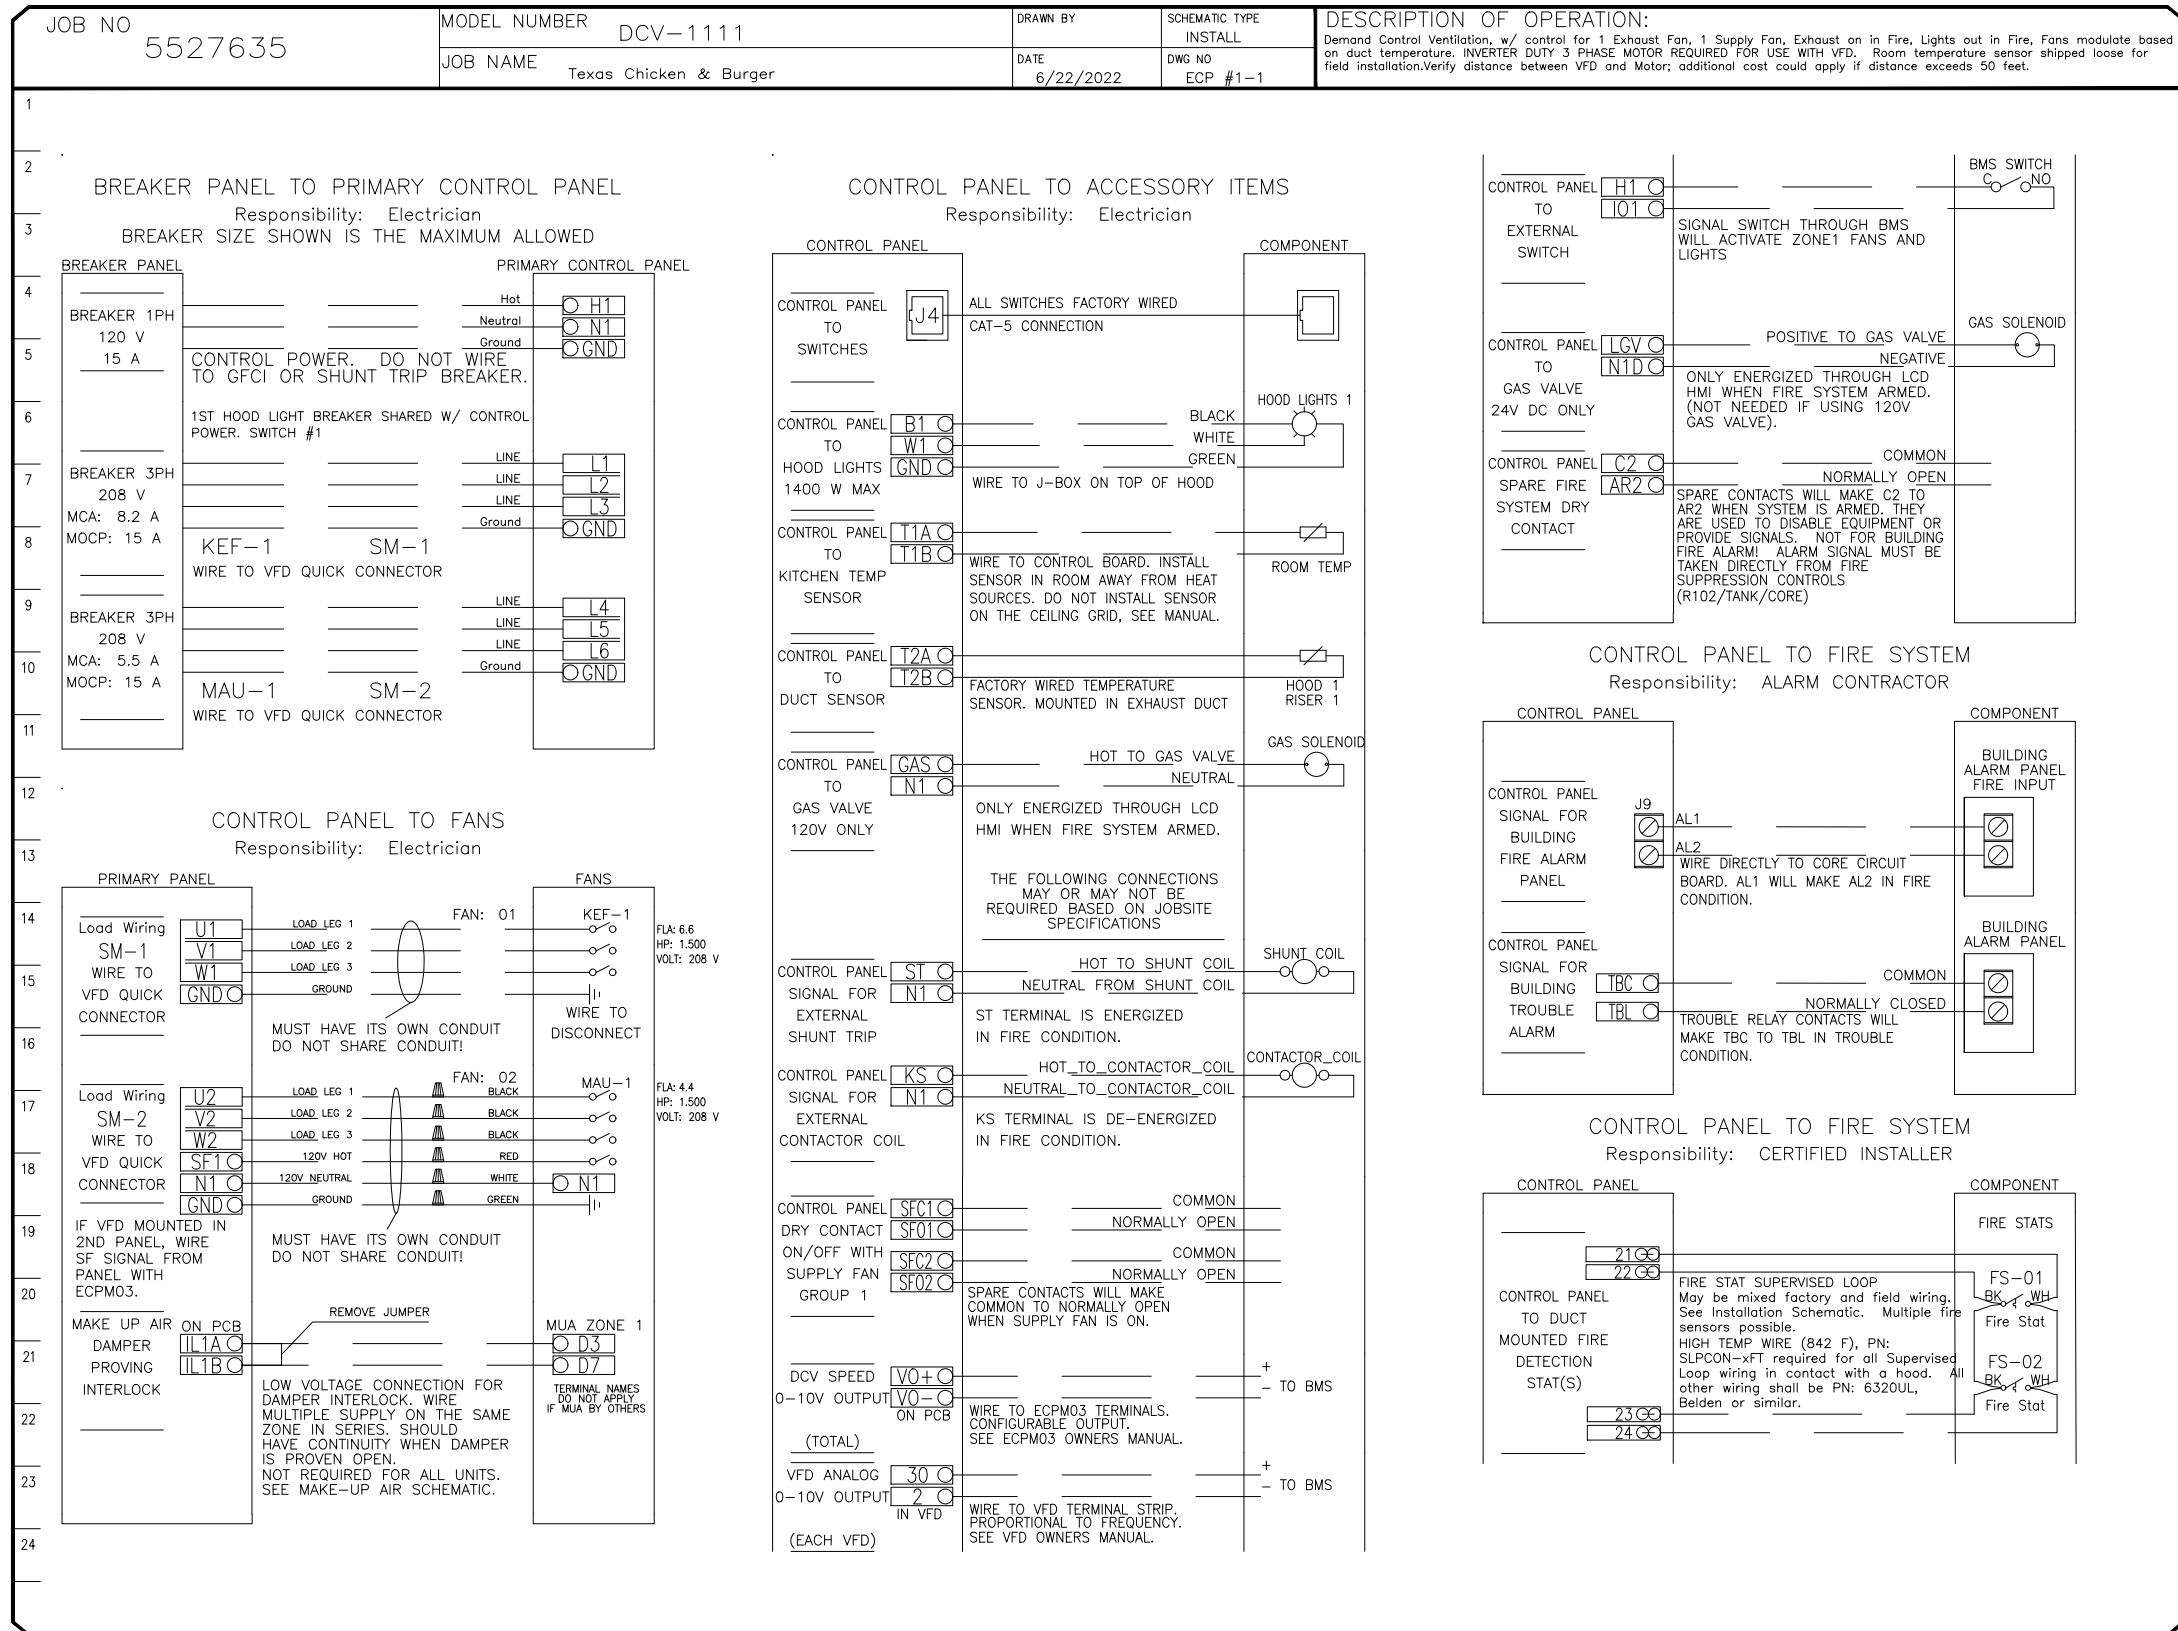 JOB NO
5527635
MODEL NUMBER
DCV-1111
JOB NAME
Texas Chicken & Burger
DRAWN BY
DATE
6/22/2022
SCHEMATIC TYPE
INSTALL
DWG NO
ECP #1-1
DESCRIPTION OF OPERATION:
Demand Control Ventilation, w/ control for 1 Exhaust Fan, 1 Supply Fan, Exhaust on in Fire, Lights out in Fire, Fans modulate based
on duct temperature. INVERTER DUTY 3 PHASE MOTOR REQUIRED FOR USE WITH VFD. Room temperature sensor shipped loose for
field installation.Verify distance between VFD and Motor; additional cost could apply if distance exceeds 50 feet.
1
2
3
4
5
6
7
8
9
10
11
12
13
14
15
16
17
18
19
20
21
22
23
24
BREAKER PANEL TO PRIMARY CONTROL PANEL
Responsibility: Electrician
BREAKER SIZE SHOWN IS THE MAXIMUM ALLOWED
BREAKER PANEL
PRIMARY CONTROL PANEL
BREAKER 1PH
120 V
15 A
Hot
H1
Neutral
N1
Ground
GND
CONTROL POWER. DO NOT WIRE
TO GFCI OR SHUNT TRIP BREAKER.
1ST HOOD LIGHT BREAKER SHARED W/ CONTROL
POWER. SWITCH #1
BREAKER 3PH
208 V
MCA: 8.2 A
MOCP: 15 A
LINE
L1
LINE
L2
LINE
L3
Ground
GND
KEF-1
SM-1
WIRE TO VFD QUICK CONNECTOR
BREAKER 3PH
208 V
MCA: 5.5 A
MOCP: 15 A
LINE
L4
LINE
L5
LINE
L6
Ground
GND
MAU-1
SM-2
WIRE TO VFD QUICK CONNECTOR
CONTROL PANEL TO FANS
Responsibility: Electrician
PRIMARY PANEL
FANS
Load Wiring
SM-1
WIRE TO
VFD QUICK
CONNECTOR
U1
V1
W1
GND
LOAD LEG 1
LOAD LEG 2
LOAD LEG 3
GROUND
FAN: 01
KEF-1
FLA: 6.6
HP: 1.500
VOLT: 208 V
WIRE TO
DISCONNECT
MUST HAVE ITS OWN CONDUIT
DO NOT SHARE CONDUIT!
Load Wiring
SM-2
WIRE TO
VFD QUICK
CONNECTOR
U2
V2
W2
SF1
N1
GND
LOAD LEG 1
LOAD LEG 2
LOAD LEG 3
120V HOT
120V NEUTRAL
GROUND
FAN: 02
BLACK
BLACK
BLACK
RED
WHITE
GREEN
MAU-1
N1
FLA: 4.4
HP: 1.500
VOLT: 208 V
IF VFD MOUNTED IN
2ND PANEL, WIRE
SF SIGNAL FROM
PANEL WITH
ECPM03.
MUST HAVE ITS OWN CONDUIT
DO NOT SHARE CONDUIT!
MAKE UP AIR
DAMPER
PROVING
INTERLOCK
ON PCB
IL1A
IL1B
REMOVE JUMPER
MUA ZONE 1
D3
D7
TERMINAL NAMES
DO NOT APPLY
IF MUA BY OTHERS
LOW VOLTAGE CONNECTION FOR
DAMPER INTERLOCK. WIRE
MULTIPLE SUPPLY ON THE SAME
ZONE IN SERIES. SHOULD
HAVE CONTINUITY WHEN DAMPER
IS PROVEN OPEN.
NOT REQUIRED FOR ALL UNITS.
SEE MAKE-UP AIR SCHEMATIC.
CONTROL PANEL TO ACCESSORY ITEMS
Responsibility: Electrician
CONTROL PANEL
COMPONENT
CONTROL PANEL
TO
SWITCHES
J4
ALL SWITCHES FACTORY WIRED
CAT-5 CONNECTION
CONTROL PANEL
TO
HOOD LIGHTS
1400 W MAX
B1
W1
GND
BLACK
WHITE
GREEN
HOOD LIGHTS 1
WIRE TO J-BOX ON TOP OF HOOD
CONTROL PANEL
TO
KITCHEN TEMP
SENSOR
T1A
T1B
ROOM TEMP
WIRE TO CONTROL BOARD. INSTALL
SENSOR IN ROOM AWAY FROM HEAT
SOURCES. DO NOT INSTALL SENSOR
ON THE CEILING GRID, SEE MANUAL.
CONTROL PANEL
TO
DUCT SENSOR
T2A
T2B
FACTORY WIRED TEMPERATURE
SENSOR. MOUNTED IN EXHAUST DUCT
HOOD 1
RISER 1
CONTROL PANEL
TO
GAS VALVE
120V ONLY
GAS
N1
HOT TO GAS VALVE
NEUTRAL
GAS SOLENOID
ONLY ENERGIZED THROUGH LCD
HMI WHEN FIRE SYSTEM ARMED.
THE FOLLOWING CONNECTIONS
MAY OR MAY NOT BE
REQUIRED BASED ON JOBSITE
SPECIFICATIONS
CONTROL PANEL
SIGNAL FOR
EXTERNAL
SHUNT TRIP
ST
N1
HOT TO SHUNT COIL
NEUTRAL FROM SHUNT COIL
SHUNT COIL
ST TERMINAL IS ENERGIZED
IN FIRE CONDITION.
CONTROL PANEL
SIGNAL FOR
EXTERNAL
CONTACTOR COIL
KS
N1
HOT_TO_CONTACTOR_COIL
NEUTRAL_TO_CONTACTOR_COIL
CONTACTOR_COIL
KS TERMINAL IS DE-ENERGIZED
IN FIRE CONDITION.
CONTROL PANEL
DRY CONTACT
ON/OFF WITH
SUPPLY FAN
GROUP 1
SFC1
SFO1
SFC2
SFO2
COMMON
NORMALLY OPEN
COMMON
NORMALLY OPEN
SPARE CONTACTS WILL MAKE
COMMON TO NORMALLY OPEN
WHEN SUPPLY FAN IS ON.
DCV SPEED
0-10V OUTPUT
(TOTAL)
VO+
VO-
ON PCB
+
- TO BMS
WIRE TO ECPM03 TERMINALS.
CONFIGURABLE OUTPUT.
SEE ECPM03 OWNERS MANUAL.
VFD ANALOG
0-10V OUTPUT
(EACH VFD)
30
2
IN VFD
+
- TO BMS
WIRE TO VFD TERMINAL STRIP.
PROPORTIONAL TO FREQUENCY.
SEE VFD OWNERS MANUAL.
CONTROL PANEL
TO
EXTERNAL
SWITCH
H1
IO1
BMS SWITCH
C
NO
SIGNAL SWITCH THROUGH BMS
WILL ACTIVATE ZONE1 FANS AND
LIGHTS
CONTROL PANEL
TO
GAS VALVE
24V DC ONLY
LGV
N1D
POSITIVE TO GAS VALVE
NEGATIVE
GAS SOLENOID
ONLY ENERGIZED THROUGH LCD
HMI WHEN FIRE SYSTEM ARMED.
(NOT NEEDED IF USING 120V
GAS VALVE).
CONTROL PANEL
SPARE FIRE
SYSTEM DRY
CONTACT
C2
AR2
COMMON
NORMALLY OPEN
SPARE CONTACTS WILL MAKE C2 TO
AR2 WHEN SYSTEM IS ARMED. THEY
ARE USED TO DISABLE EQUIPMENT OR
PROVIDE SIGNALS. NOT FOR BUILDING
FIRE ALARM! ALARM SIGNAL MUST BE
TAKEN DIRECTLY FROM FIRE
SUPPRESSION CONTROLS
(R102/TANK/CORE)
CONTROL PANEL TO FIRE SYSTEM
Responsibility: ALARM CONTRACTOR
CONTROL PANEL
COMPONENT
CONTROL PANEL
SIGNAL FOR
BUILDING
FIRE ALARM
PANEL
J9
AL1
AL2
BUILDING
ALARM PANEL
FIRE INPUT
WIRE DIRECTLY TO CORE CIRCUIT
BOARD. AL1 WILL MAKE AL2 IN FIRE
CONDITION.
CONTROL PANEL
SIGNAL FOR
BUILDING
TROUBLE
ALARM
TBC
TBL
COMMON
NORMALLY CLOSED
BUILDING
ALARM PANEL
TROUBLE RELAY CONTACTS WILL
MAKE TBC TO TBL IN TROUBLE
CONDITION.
CONTROL PANEL TO FIRE SYSTEM
Responsibility: CERTIFIED INSTALLER
CONTROL PANEL
COMPONENT
CONTROL PANEL
TO DUCT
MOUNTED FIRE
DETECTION
STAT(S)
21
22
23
24
FIRE STATS
FIRE STAT SUPERVISED LOOP
May be mixed factory and field wiring.
See Installation Schematic. Multiple fire
sensors possible.
HIGH TEMP WIRE (842 F), PN:
SLPCON-xFT required for all Supervised
Loop wiring in contact with a hood. All
other wiring shall be PN: 6320UL,
Belden or similar.
FS-01
BK
WH
Fire Stat
FS-02
BK
WH
Fire Stat